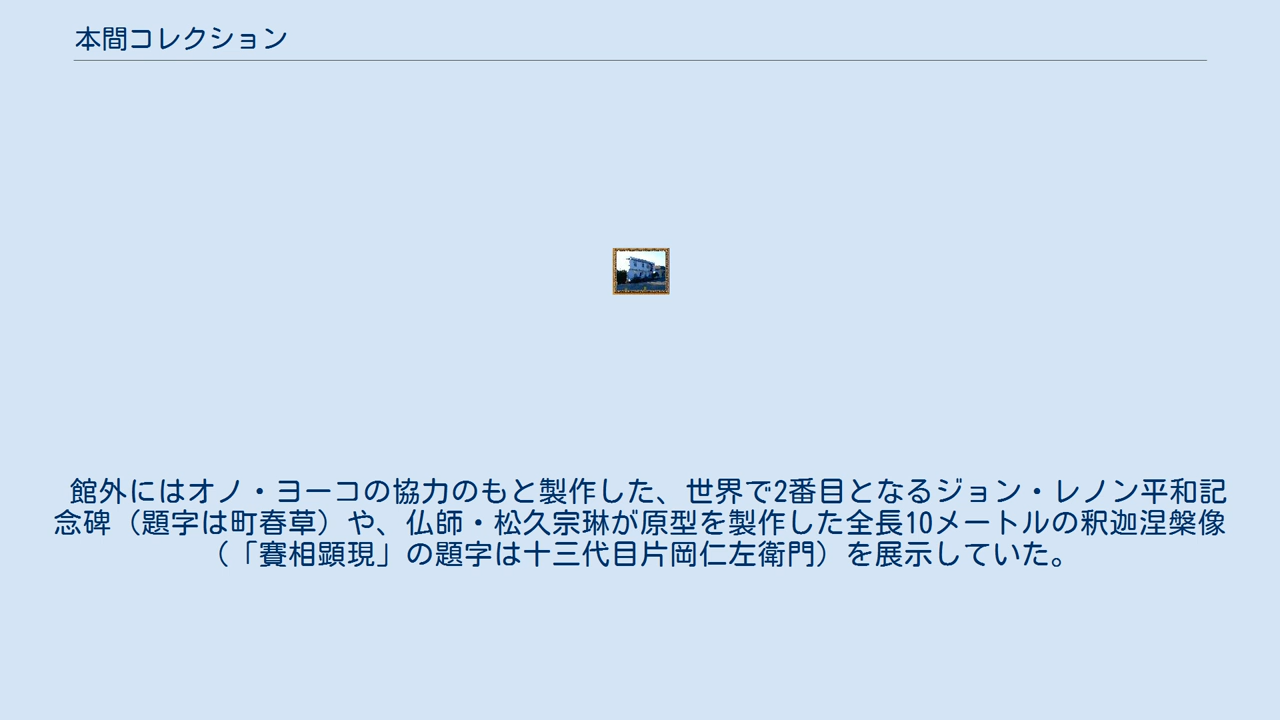 本間コレクション
館外にはオノ・ヨーコの協力のもと製作した、世界で2番目となるジョン・レノン平和記
念碑（題字は町春草）や、仏師・松久宗琳が原型を製作した全長10メートルの釈迦涅槃像
（「寶相顕現」の題字は十三代目片岡仁左衛門）を展示していた。